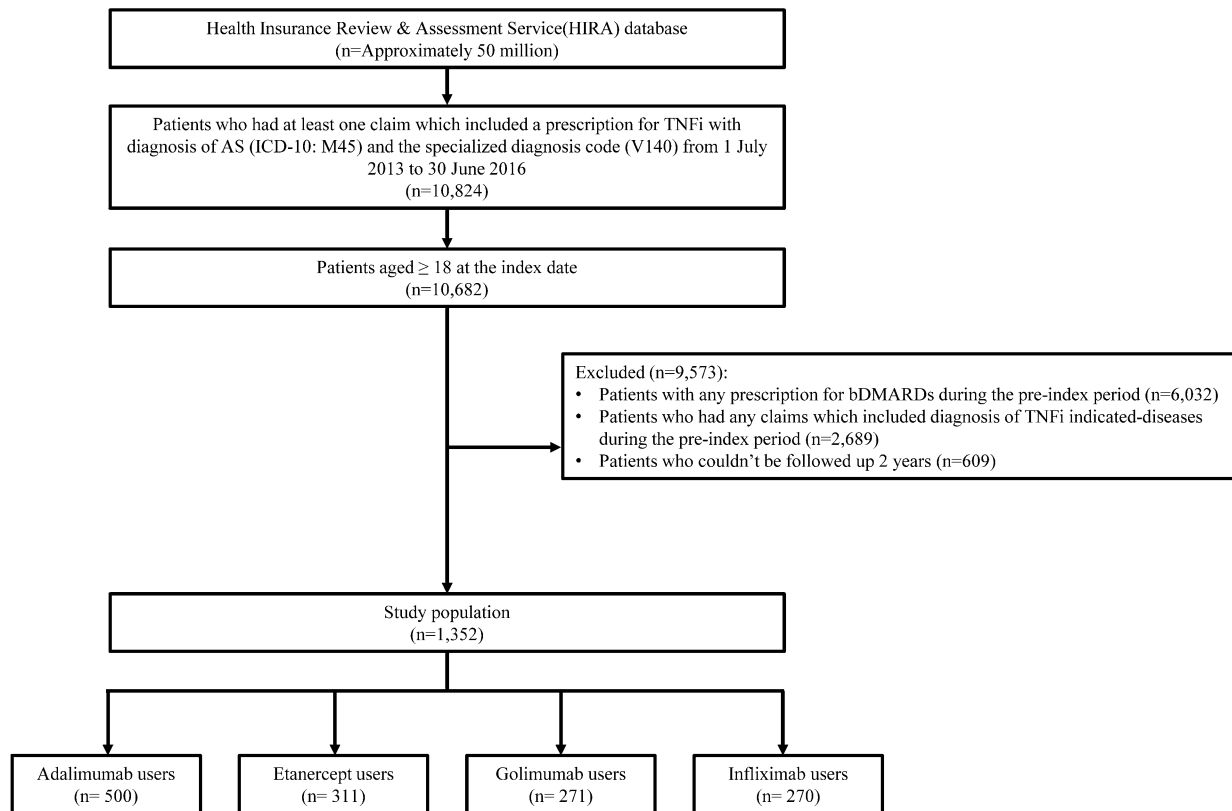 Health Insurance Review & Assessment Service(HIRA) database
(n=Approximately 50 million)
Patients who had at least one claim which included a prescription for TNFi with
diagnosis of AS (ICD-10: M45) and the specialized diagnosis code (V140) from 1 July
2013 to 30 June 2016
(n=10,824)
Patients aged ≥ 18 at the index date
(n=10,682)
Excluded (n=9,573):
• Patients with any prescription for bDMARDs during the pre-index period (n=6,032)
• Patients who had any claims which included diagnosis of TNFi indicated-diseases
during the pre-index period (n=2,689)
• Patients who couldn't be followed up 2 years (n=609)
Study population
(n=1,352)
Adalimumab users
(n= 500)
Etanercept users
(n= 311)
Golimumab users
(n= 271)
Infliximab users
(n= 270)